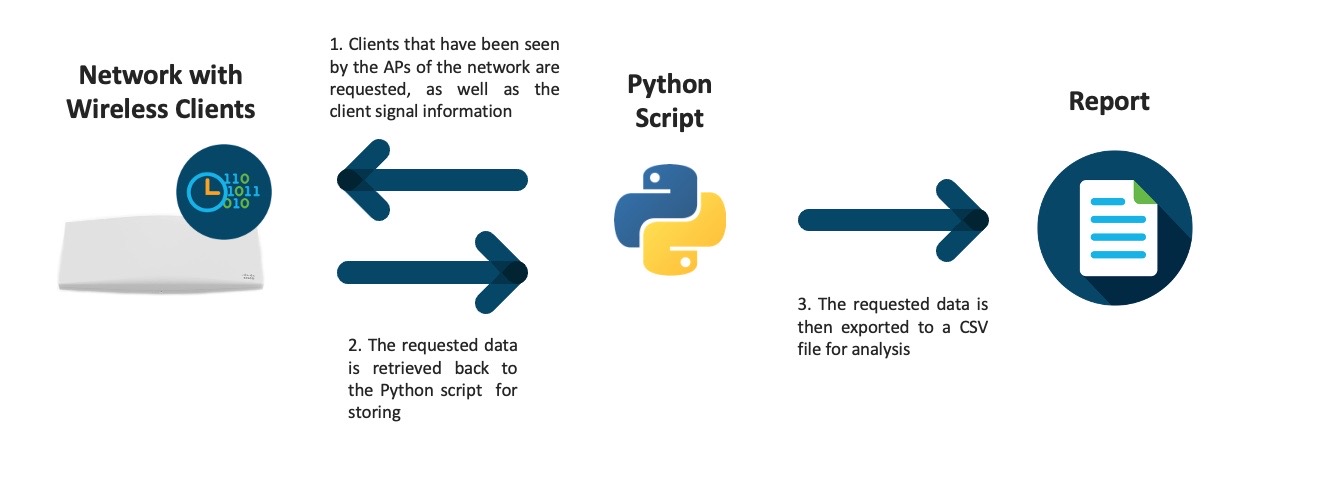 Network with
Wireless Clients
110
1011
010
1. Clients that have been seen
by the APs of the network are
requested, as well as the
client signal information
2. The requested data
is retrieved back to
the Python script for
storing
Python
Script
3. The requested data is
then exported to a CSV
file for analysis
Report